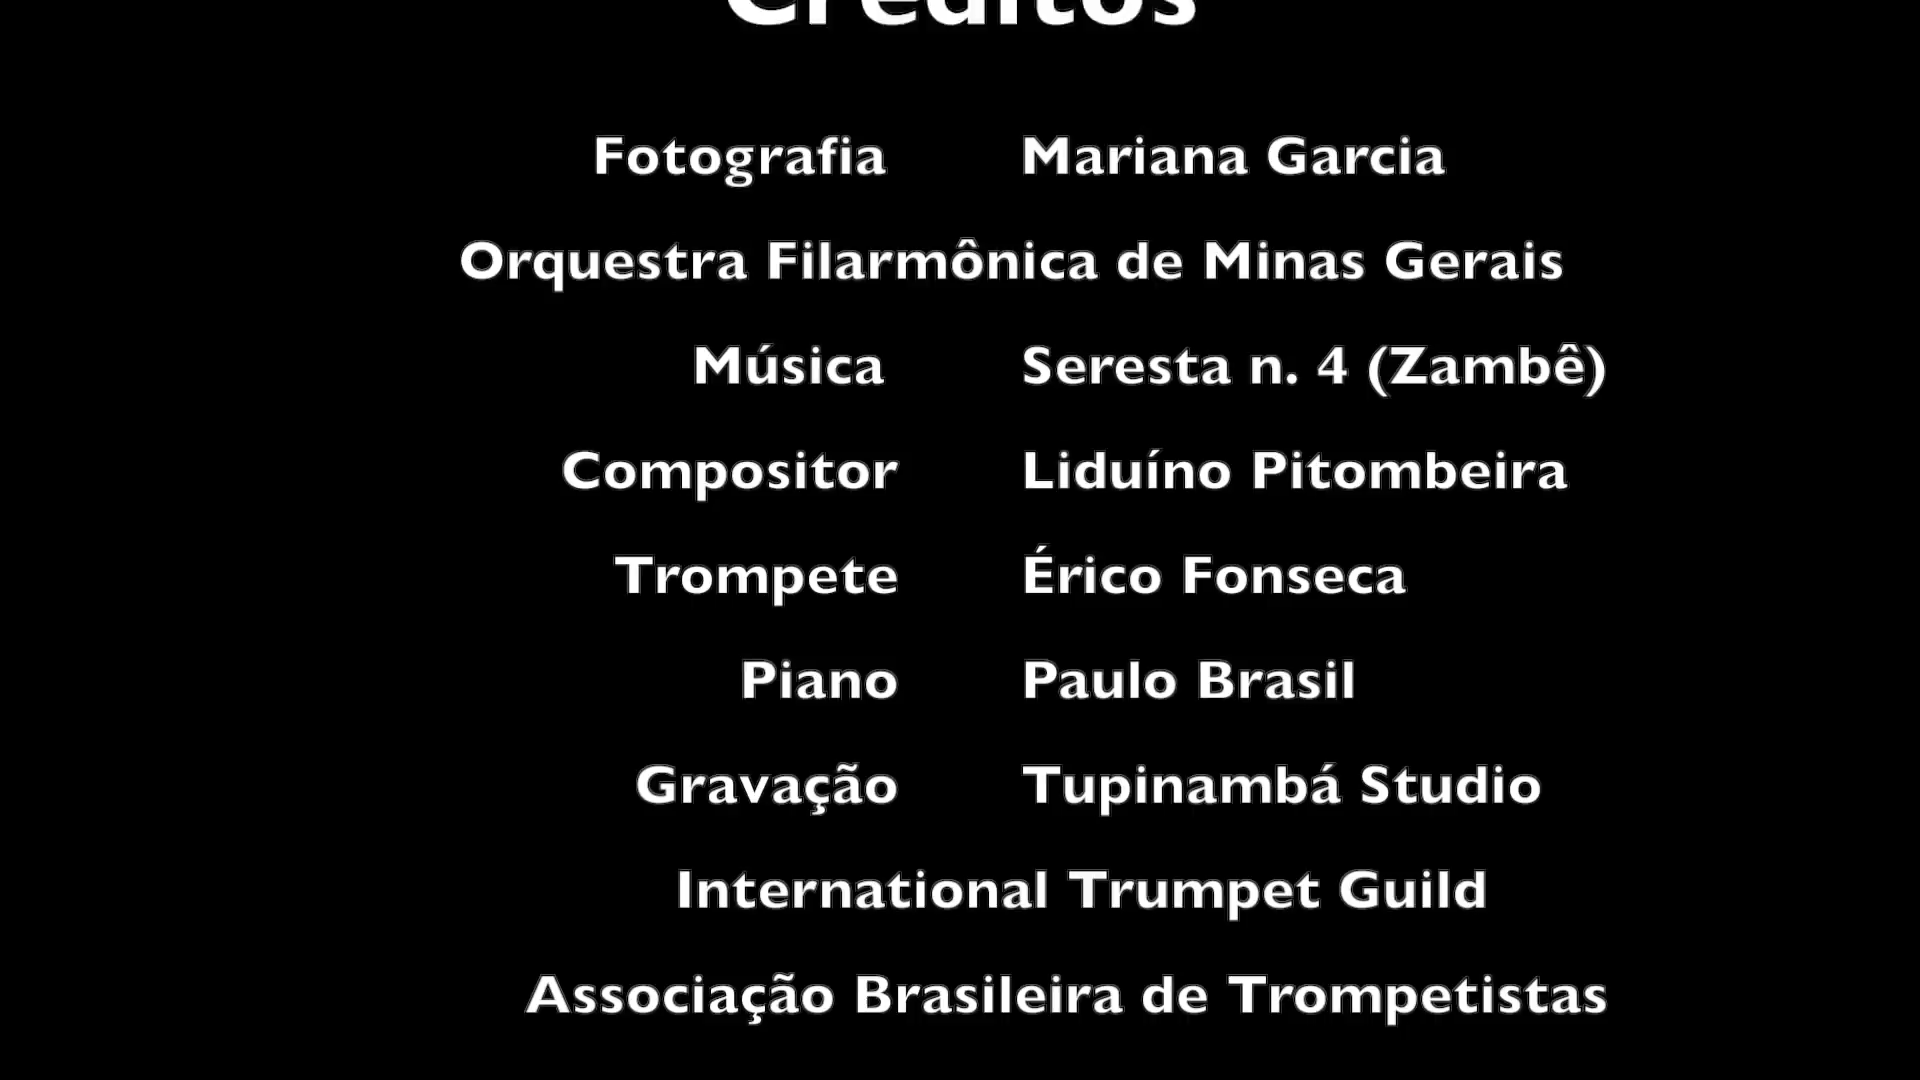 Créditos
Fotografia Mariana Garcia
Orquestra Filarmônica de Minas Gerais
Música Seresta n. 4 (Zambê)
Compositor Liduíno Pitombeira
Trompete Érico Fonseca
Piano Paulo Brasil
Gravação Tupinambá Studio
International Trumpet Guild
Associação Brasileira de Trompetistas